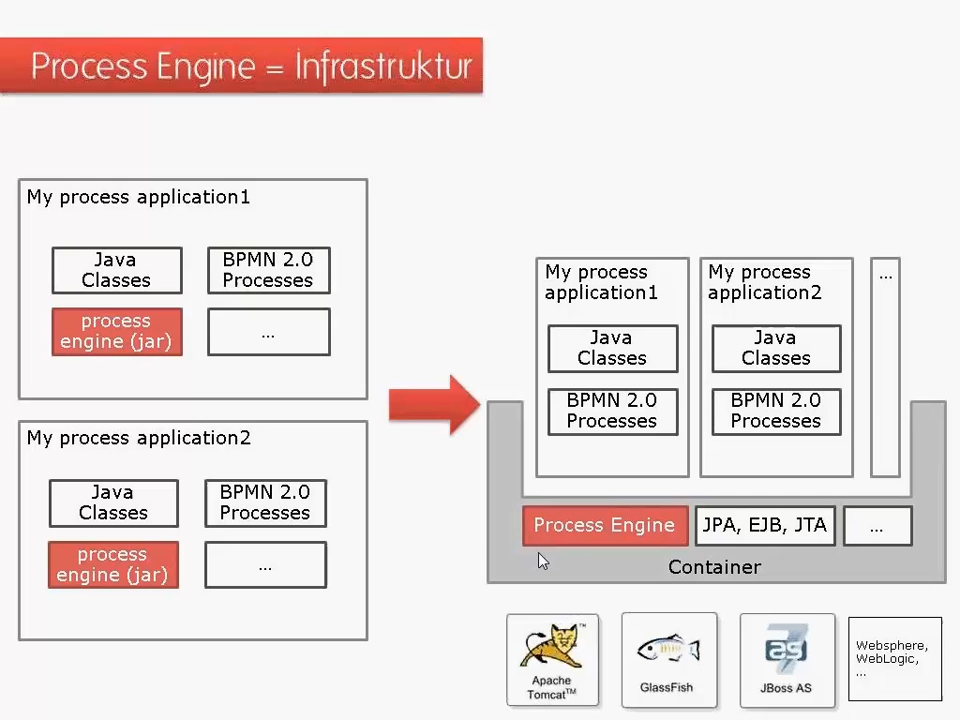 Process Engine = Infrastruktur
My process application1
Java
Classes
BPMN 2.0
Processes
process
engine (jar)
...
My process application2
Java
Classes
BPMN 2.0
Processes
process
engine (jar)
...
My process
application1
Java
Classes
BPMN 2.0
Processes
My process
application2
Java
Classes
BPMN 2.0
Processes
...
Process Engine
JPA, EJB, JTA
...
Container
Apache
Tomcat™
GlassFish
as
7
JBoss AS
Websphere,
WebLogic,
...